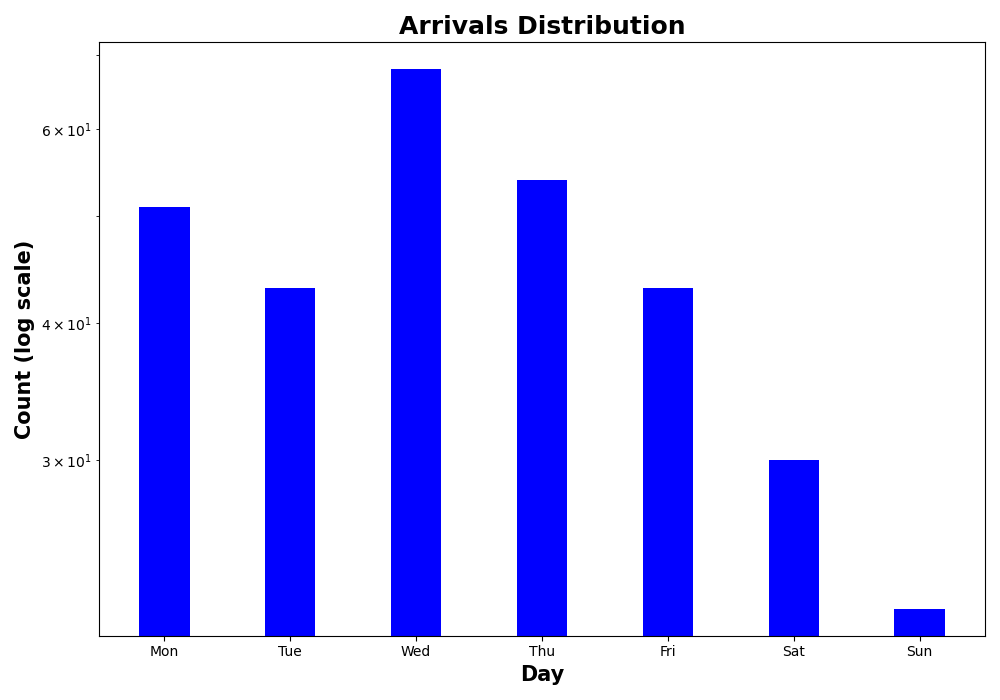 Arrivals Distribution
Count (log scale)
6 × 10¹
4 × 10¹
3 × 10¹
Mon Tue Wed Thu Fri Sat Sun
Day